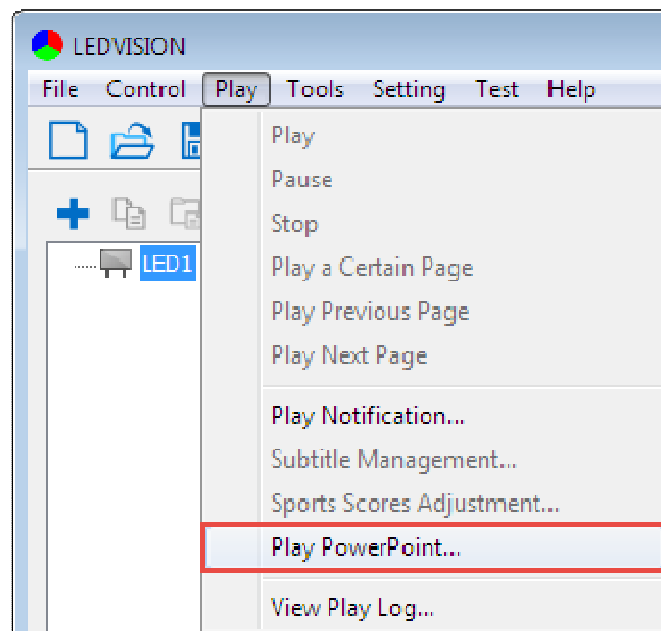 LEDVISION
File Control Play Tools Setting Test Help
Play
Pause
Stop
LED1
Play a Certain Page
Play Previous Page
Play Next Page
Play Notification...
Subtitle Management...
Sports Scores Adjustment...
Play PowerPoint...
View Play Log...